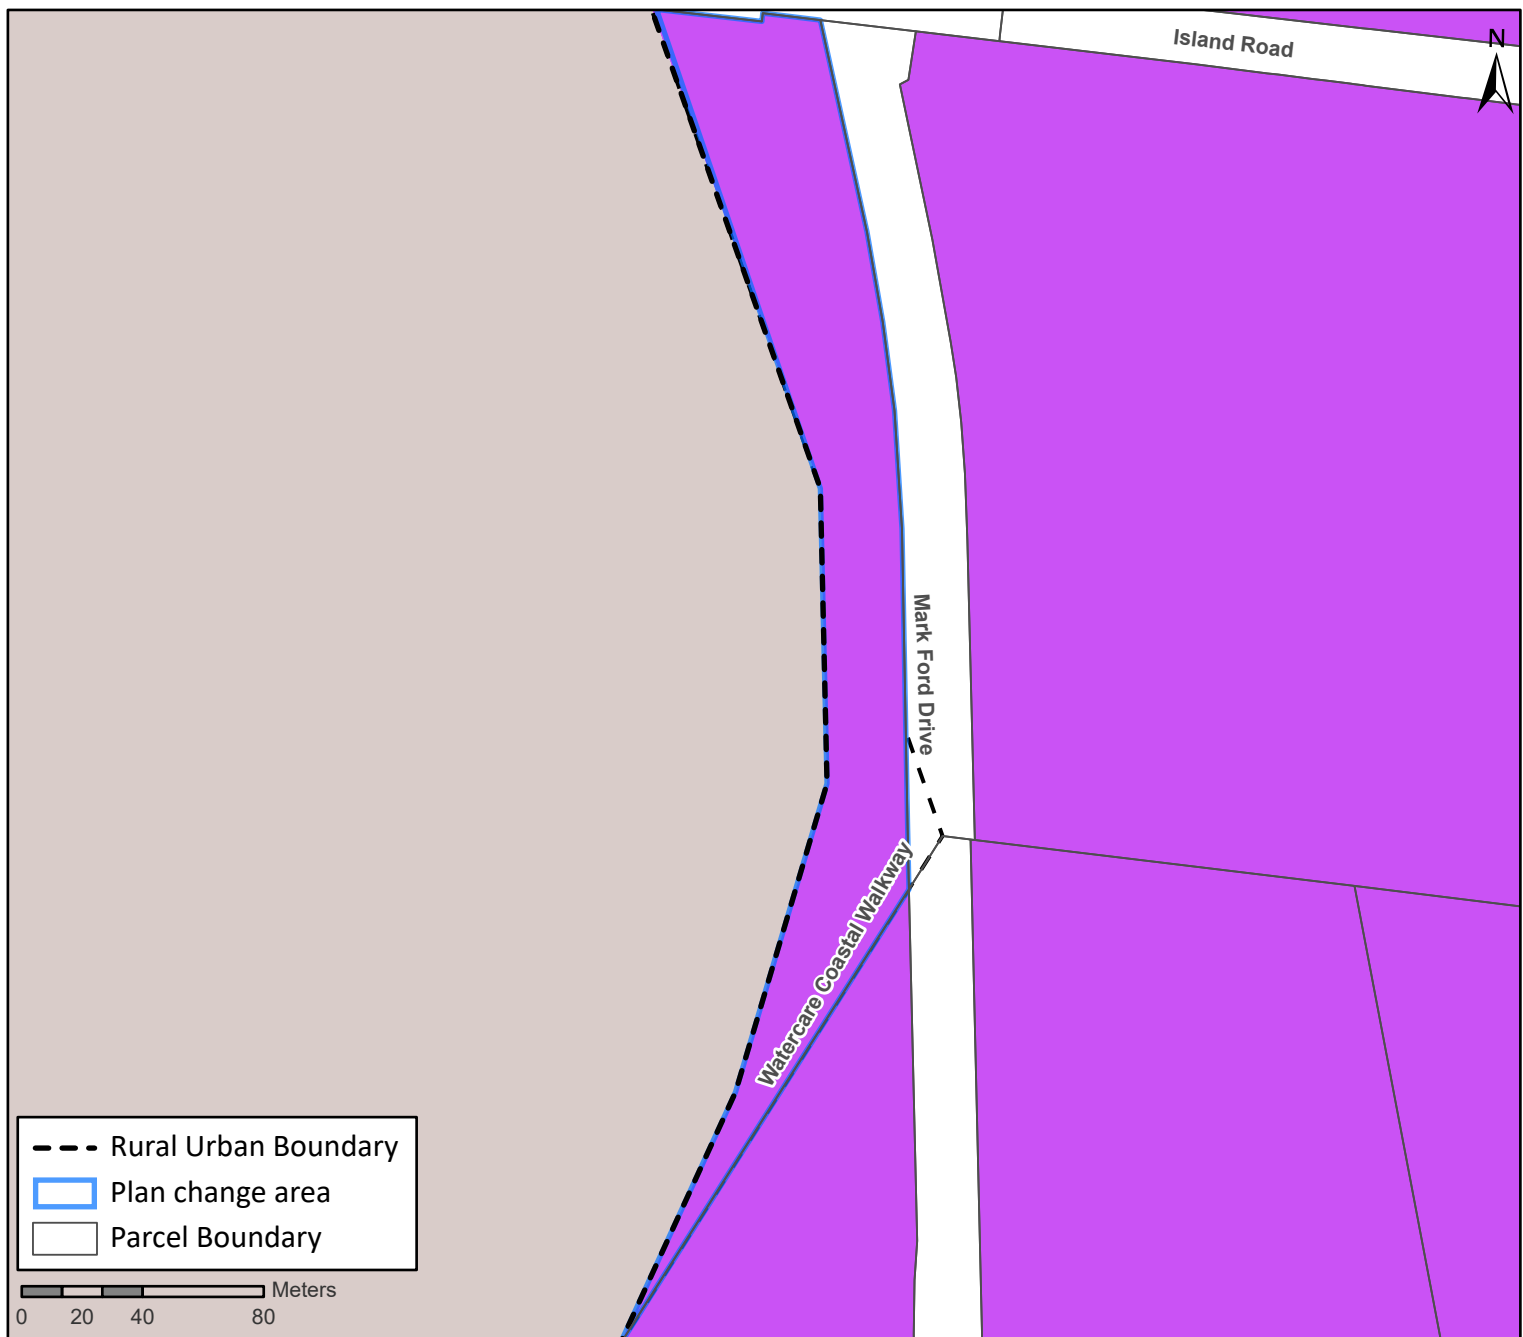 Island Road
N
Mark Ford Drive
Watercare Coastal Walkway
Rural Urban Boundary
Plan change area
Parcel Boundary
Meters
0 20 40 80